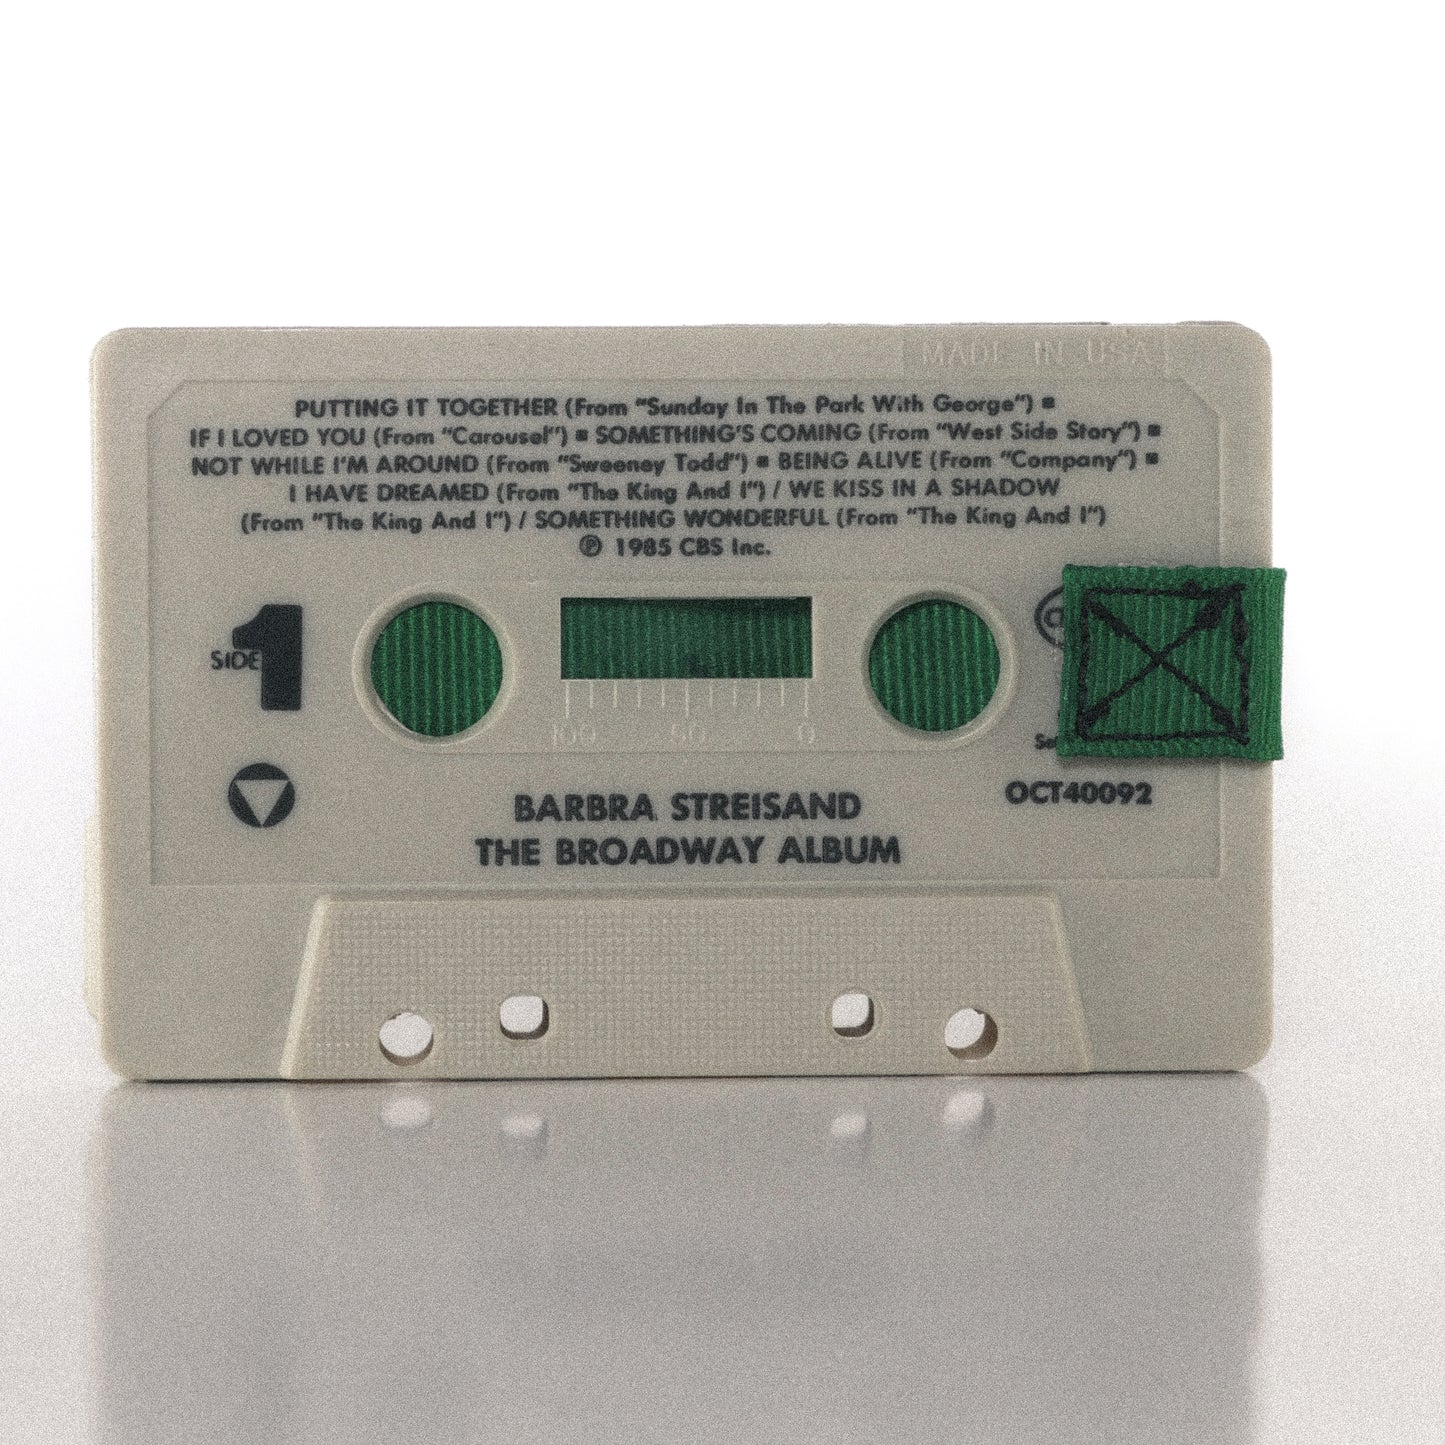 MADE IN USA
PUTTING IT TOGETHER (From "Sunday In The Park With George") ■
IF I LOVED YOU (From "Carousel") ■ SOMETHING'S COMING (From "West Side Story") ■
NOT WHILE I'M AROUND (From "Sweeney Todd") ■ BEING ALIVE (From "Company") ■
I HAVE DREAMED (From "The King And I") / WE KISS IN A SHADOW
(From "The King And I") / SOMETHING WONDERFUL (From "The King And I")
℗ 1985 CBS Inc.
SIDE 1
100 50 0
OCT40092
BARBRA STREISAND
THE BROADWAY ALBUM